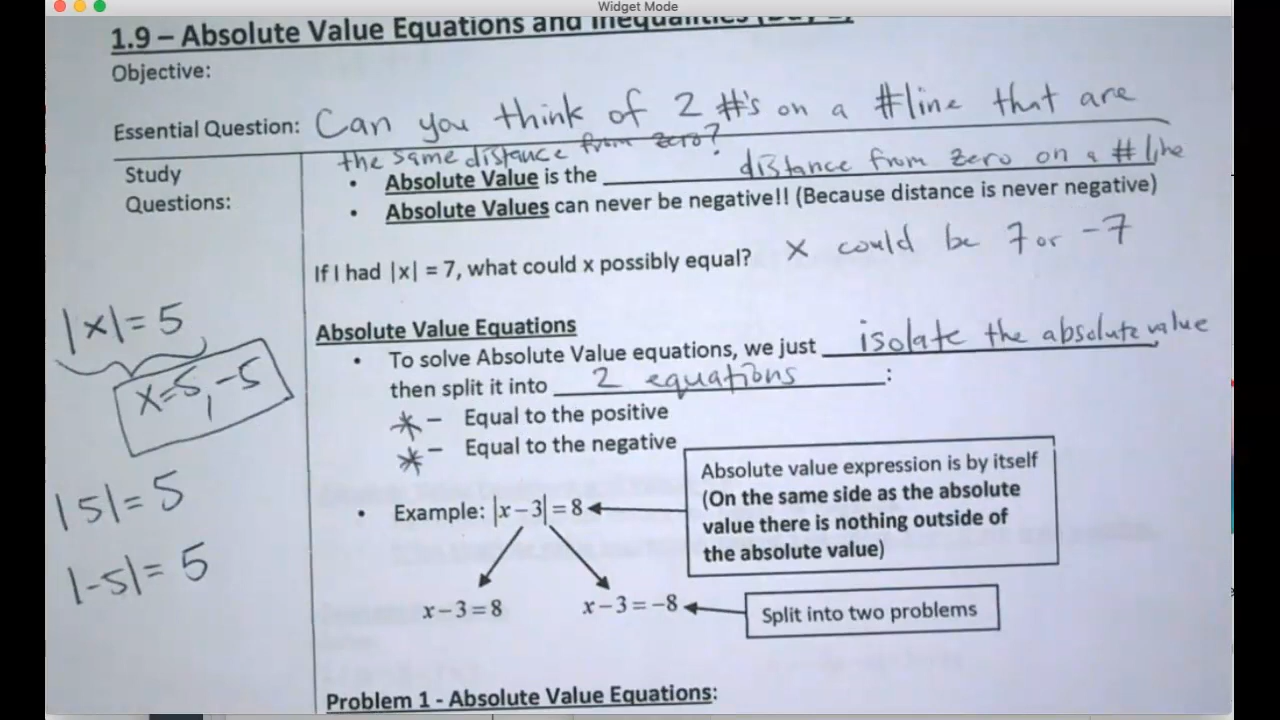 Widget Mode
1.9 – Absolute Value Equations and Inequalities
Objective:
Essential Question: Can you think of 2 #'s on a #line that are
the same distance from zero?
Study
Questions:
• Absolute Value is the distance from zero on a # line
• Absolute Values can never be negative!! (Because distance is never negative)
If I had |x| = 7, what could x possibly equal? x could be 7 or -7
|x| = 5
x=5, -5
|5| = 5
|-5| = 5
Absolute Value Equations
• To solve Absolute Value equations, we just isolate the absolute value
then split it into 2 equations:
* – Equal to the positive
* – Equal to the negative
• Example: |x – 3| = 8
Absolute value expression is by itself
(On the same side as the absolute
value there is nothing outside of
the absolute value)
x – 3 = 8
x – 3 = –8
Split into two problems
Problem 1 - Absolute Value Equations: